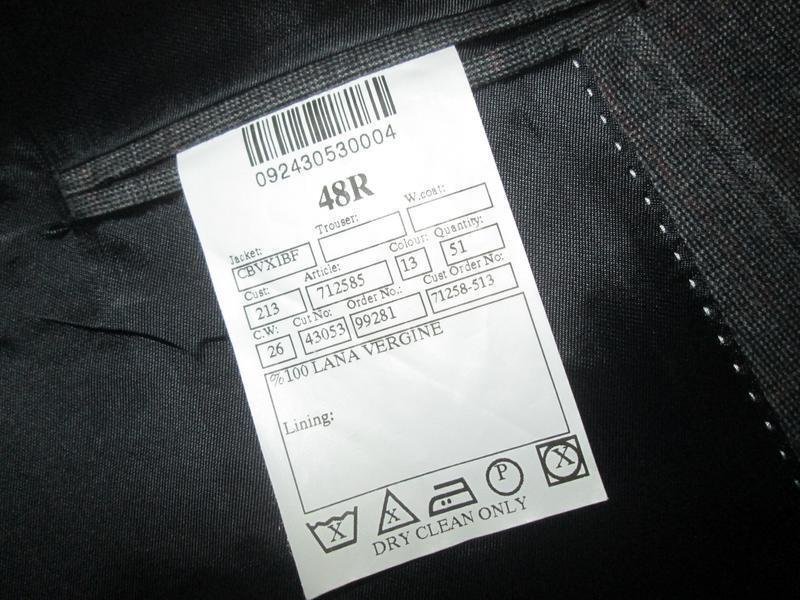 092430530004
48R
Jacket: Trouser: W.coat:
CBVX1BF
Cust: Article: Colour: Quantity:
213 712585 13 51
C.W: Cut No: Order No.: Cust Order No:
26 43053 99281 71258-513
%100 LANA VERGINE
Lining:
X X P X
DRY CLEAN ONLY